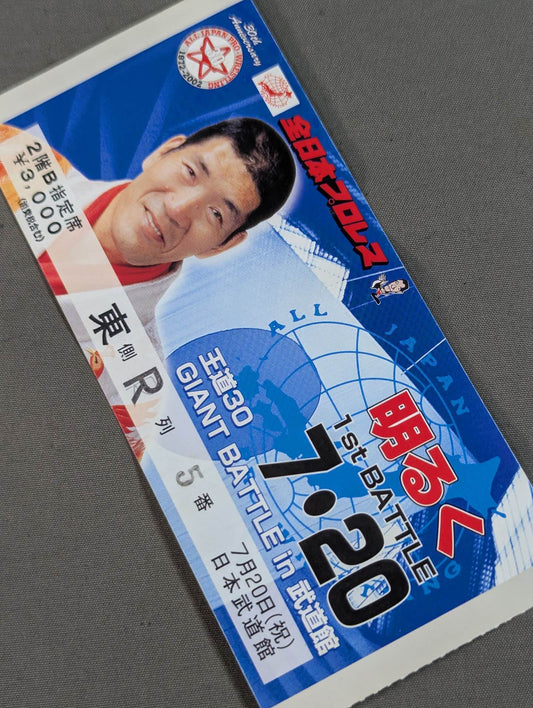 30th
Anniversary
ALL JAPAN PRO-WRESTLING
1972-2002
全日本プロレス
2階B指定席
¥3,000
(消費税含む)
東側 R列 5番
ALL JAPAN
明るく
1st BATTLE
7.20
王道30
GIANT BATTLE in 武道館
7月20日(祝)
日本武道館